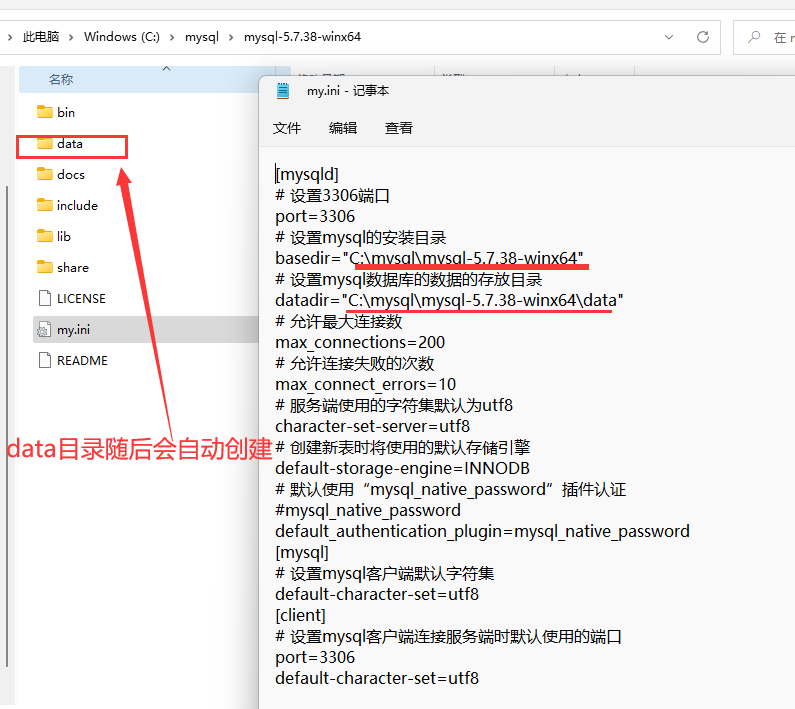 此电脑 > Windows (C:) > mysql > mysql-5.7.38-winx64
在 m
名称
bin
data
docs
include
lib
share
LICENSE
my.ini
README
data目录随后会自动创建
my.ini - 记事本
文件 编辑 查看
[mysqld]
# 设置3306端口
port=3306
# 设置mysql的安装目录
basedir="C:\mysql\mysql-5.7.38-winx64"
# 设置mysql数据库的数据的存放目录
datadir="C:\mysql\mysql-5.7.38-winx64\data"
# 允许最大连接数
max_connections=200
# 允许连接失败的次数
max_connect_errors=10
# 服务端使用的字符集默认为utf8
character-set-server=utf8
# 创建新表时将使用的默认存储引擎
default-storage-engine=INNODB
# 默认使用“mysql_native_password”插件认证
#mysql_native_password
default_authentication_plugin=mysql_native_password
[mysql]
# 设置mysql客户端默认字符集
default-character-set=utf8
[client]
# 设置mysql客户端连接服务端时默认使用的端口
port=3306
default-character-set=utf8